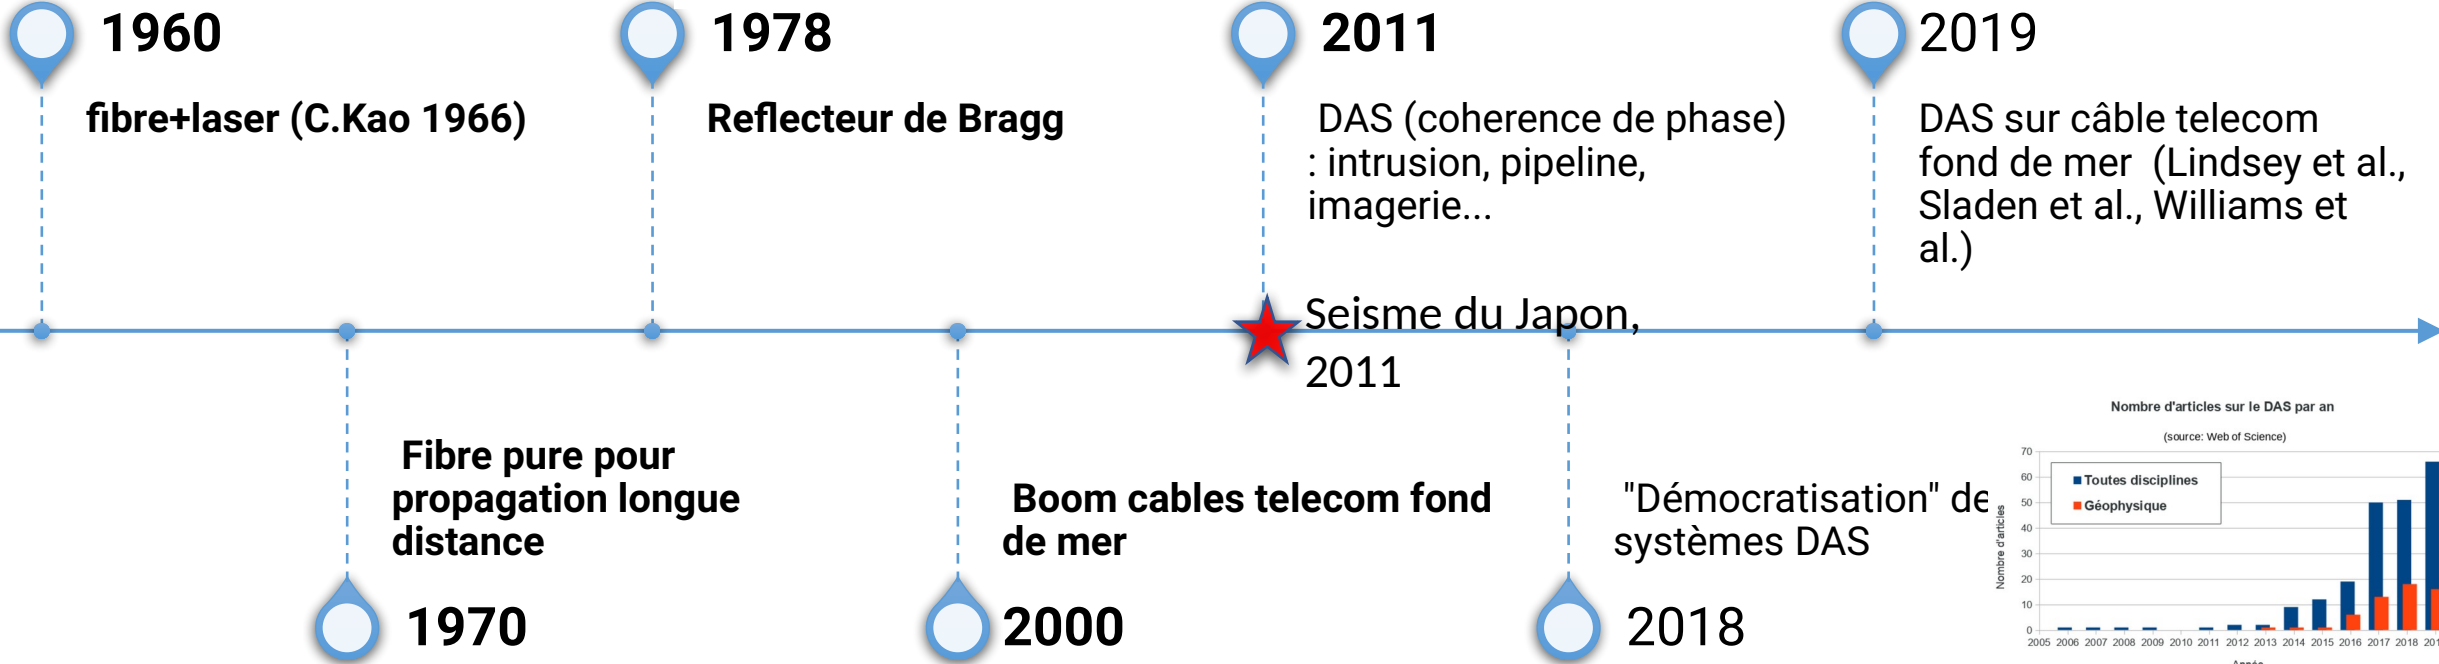 1960
fibre+laser (C.Kao 1966)
1978
Reflecteur de Bragg
2011
DAS (coherence de phase)
: intrusion, pipeline,
imagerie...
2019
DAS sur câble telecom
fond de mer (Lindsey et al.,
Sladen et al., Williams et
al.)
Seisme du Japon,
2011
Fibre pure pour
propagation longue
distance
1970
Boom cables telecom fond
de mer
2000
"Démocratisation" de
systèmes DAS
2018
Nombre d'articles sur le DAS par an
(source: Web of Science)
Toutes disciplines
Géophysique
Nombre d'articles
70
60
50
40
30
20
10
0
2005 2006 2007 2008 2009 2010 2011 2012 2013 2014 2015 2016 2017 2018